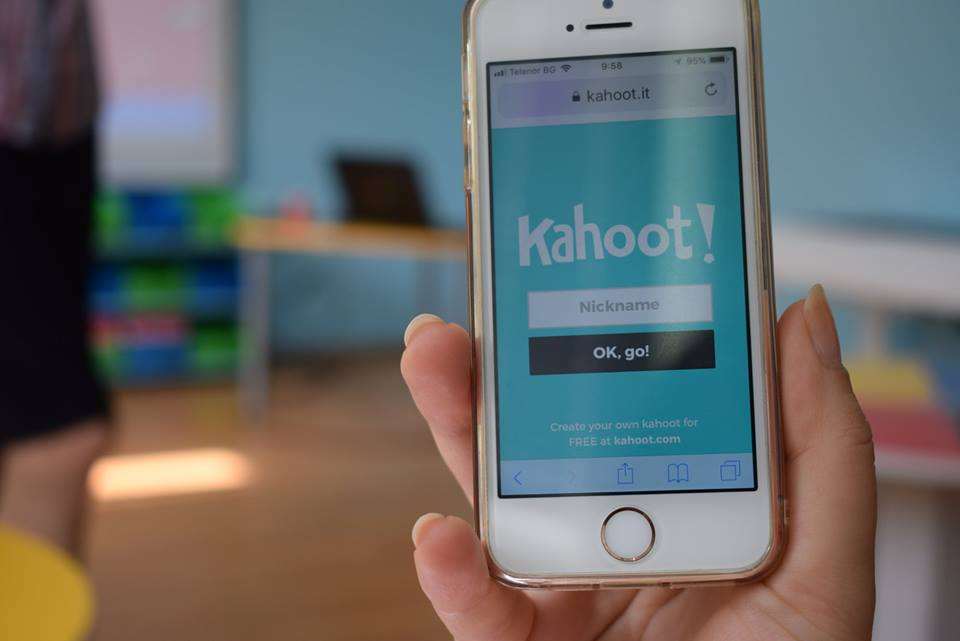 Telenor BG 9:58 95%
kahoot.it
Kahoot!
Nickname
OK, go!
Create your own kahoot for
FREE at kahoot.com